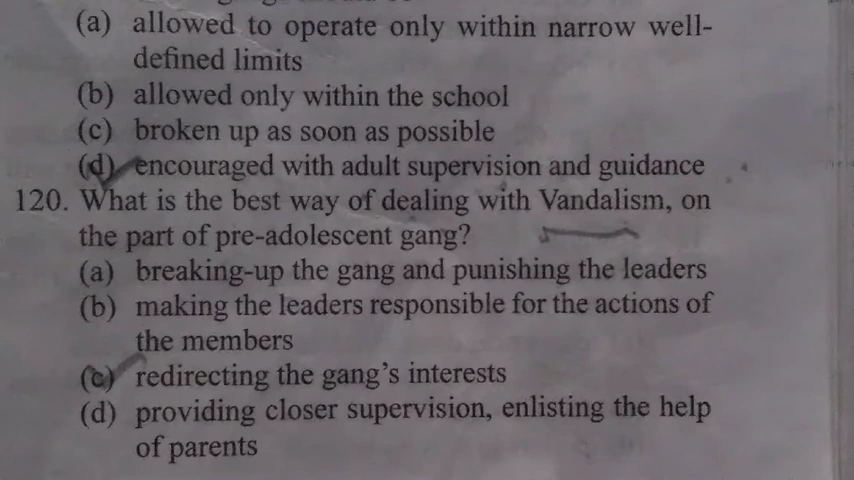 (a) allowed to operate only within narrow well-
defined limits
(b) allowed only within the school
(c) broken up as soon as possible
(d) encouraged with adult supervision and guidance
120. What is the best way of dealing with Vandalism, on
the part of pre-adolescent gang?
(a) breaking-up the gang and punishing the leaders
(b) making the leaders responsible for the actions of
the members
(c) redirecting the gang's interests
(d) providing closer supervision, enlisting the help
of parents